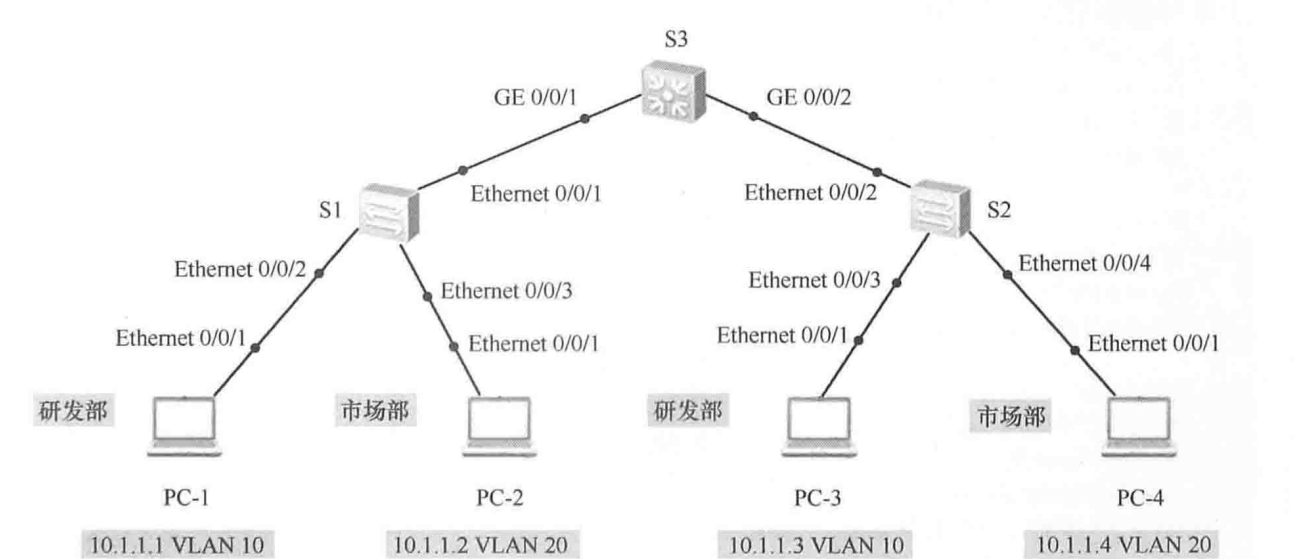 S3
GE 0/0/1
GE 0/0/2
Ethernet 0/0/1
Ethernet 0/0/2
S1
S2
Ethernet 0/0/2
Ethernet 0/0/3
Ethernet 0/0/3
Ethernet 0/0/4
Ethernet 0/0/1
Ethernet 0/0/1
Ethernet 0/0/1
Ethernet 0/0/1
研发部
市场部
研发部
市场部
PC-1
PC-2
PC-3
PC-4
10.1.1.1 VLAN 10
10.1.1.2 VLAN 20
10.1.1.3 VLAN 10
10.1.1.4 VLAN 20